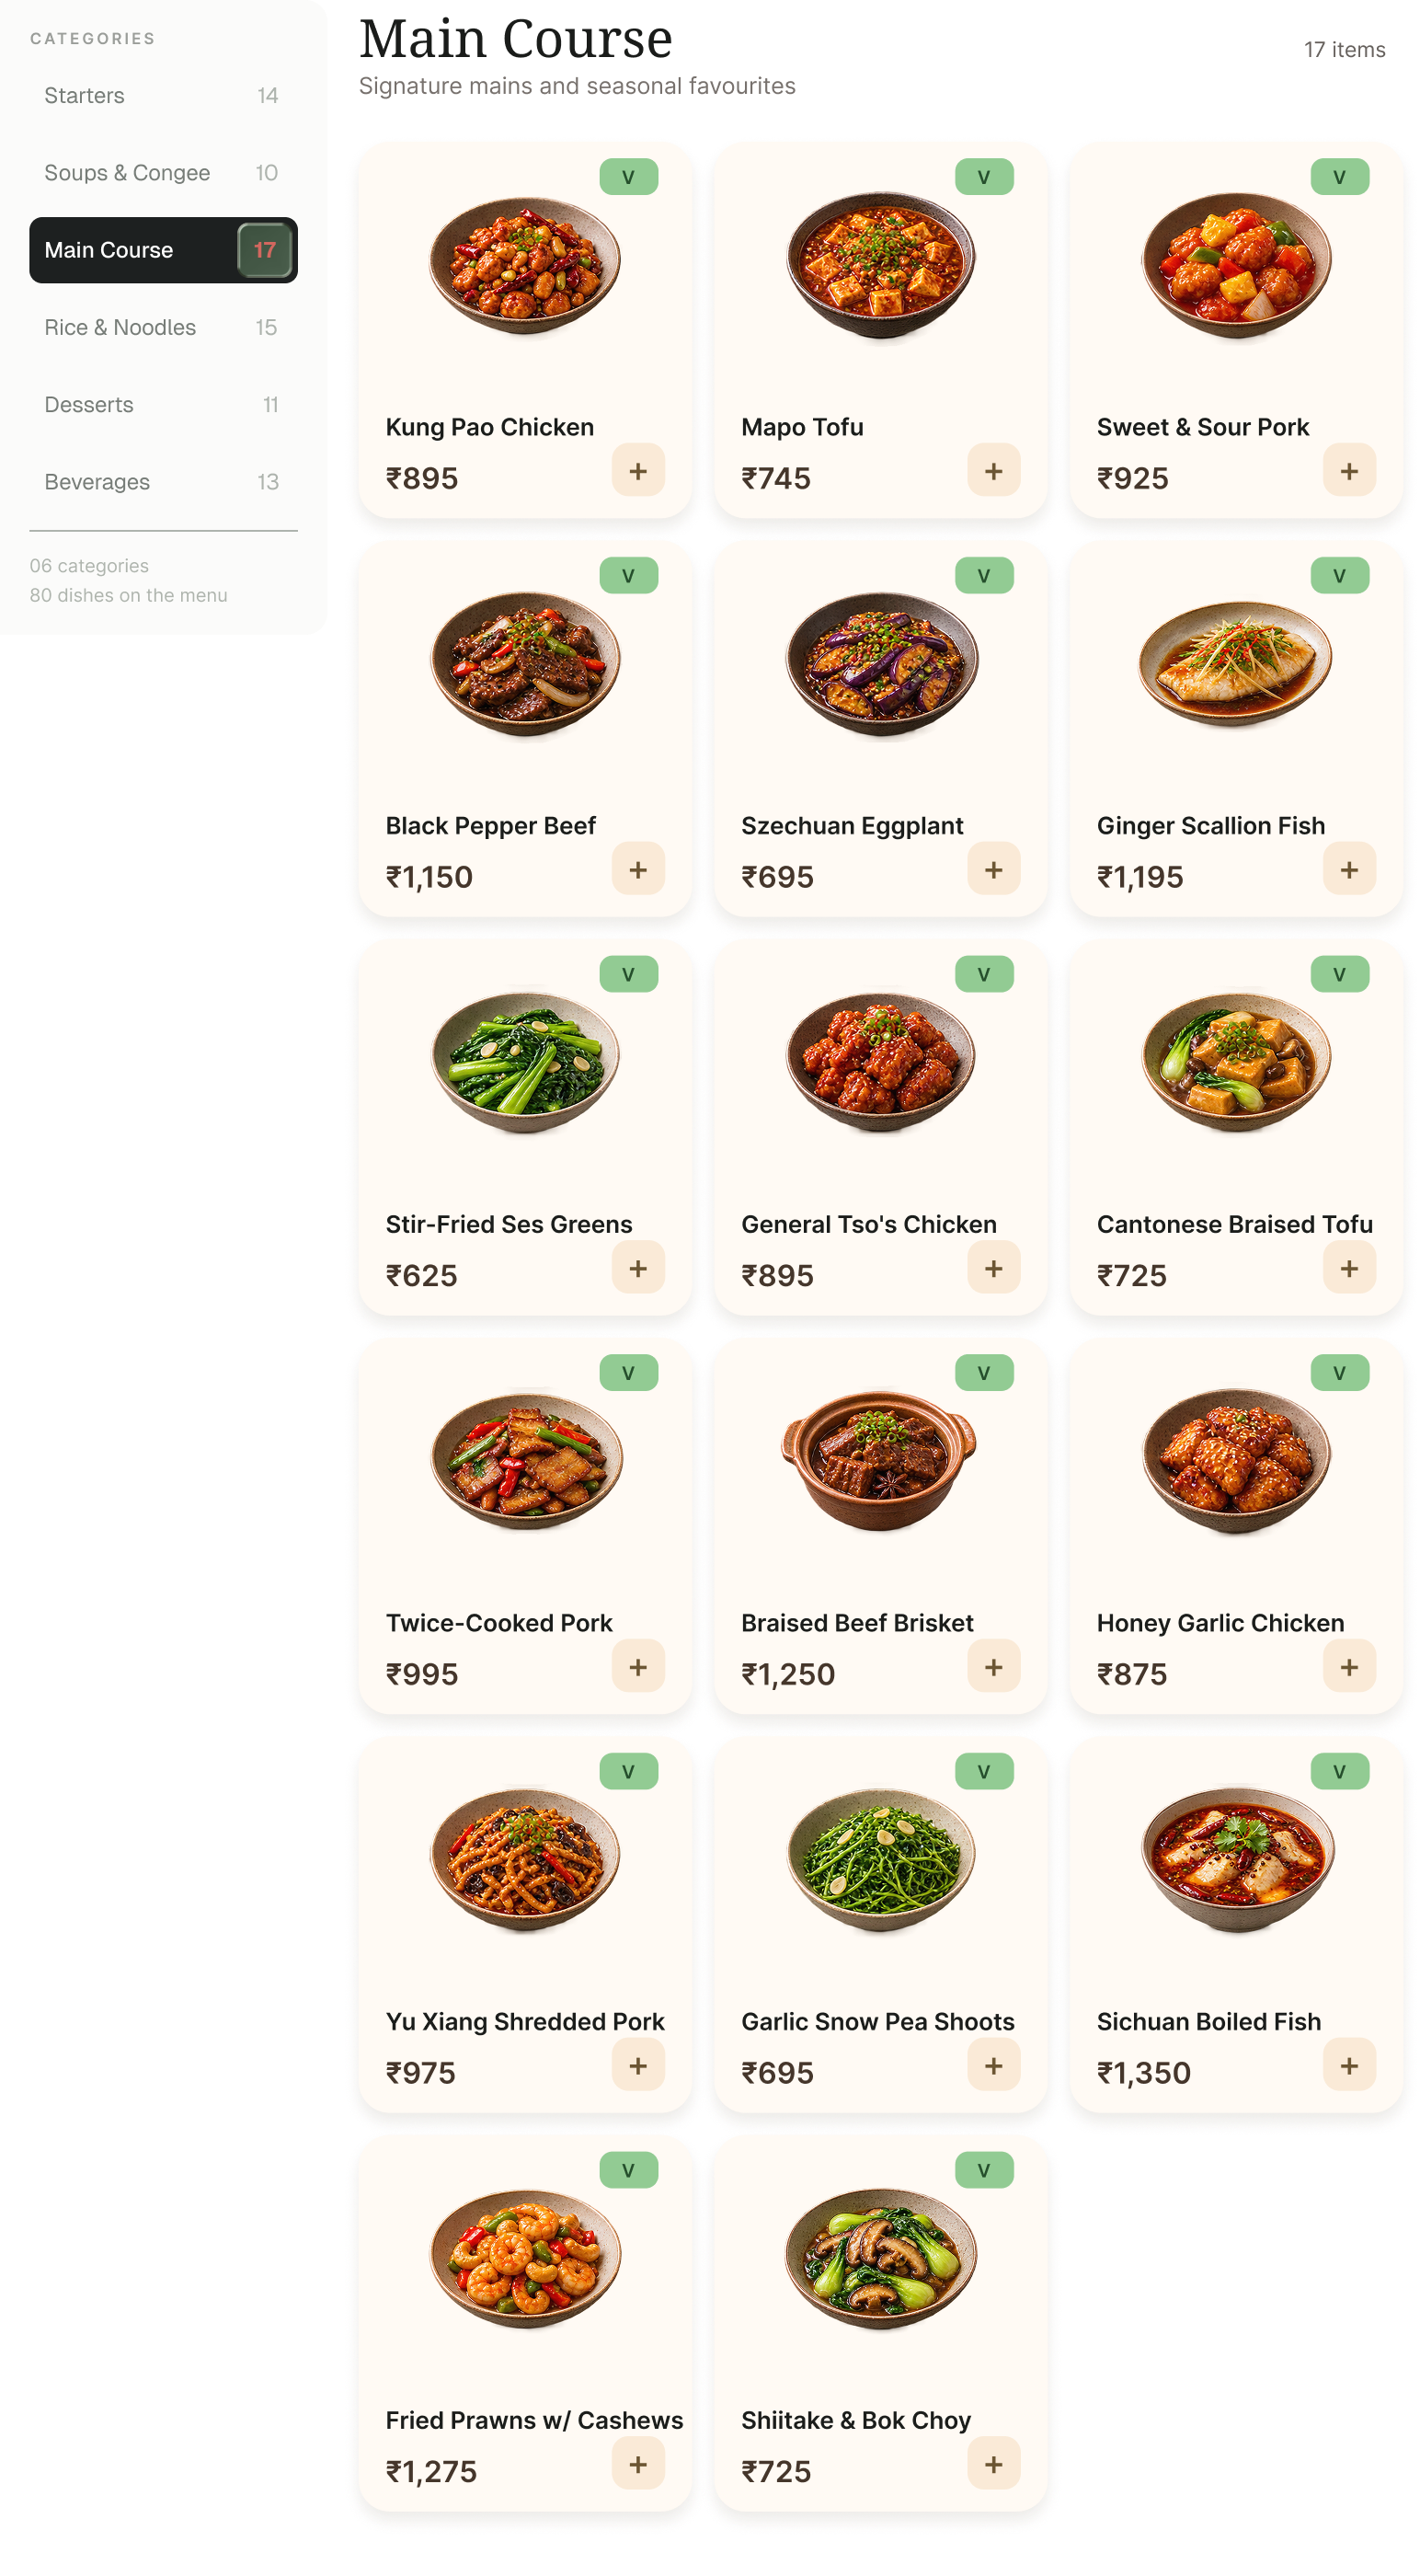 CATEGORIES
Starters 14
Soups & Congee 10
Main Course 17
Rice & Noodles 15
Desserts 11
Beverages 13
06 categories
80 dishes on the menu
Main Course
17 items
Signature mains and seasonal favourites
V
Kung Pao Chicken
₹895
+
V
Mapo Tofu
₹745
+
V
Sweet & Sour Pork
₹925
+
V
Black Pepper Beef
₹1,150
+
V
Szechuan Eggplant
₹695
+
V
Ginger Scallion Fish
₹1,195
+
V
Stir-Fried Ses Greens
₹625
+
V
General Tso's Chicken
₹895
+
V
Cantonese Braised Tofu
₹725
+
V
Twice-Cooked Pork
₹995
+
V
Braised Beef Brisket
₹1,250
+
V
Honey Garlic Chicken
₹875
+
V
Yu Xiang Shredded Pork
₹975
+
V
Garlic Snow Pea Shoots
₹695
+
V
Sichuan Boiled Fish
₹1,350
+
V
Fried Prawns w/ Cashews
₹1,275
+
V
Shiitake & Bok Choy
₹725
+